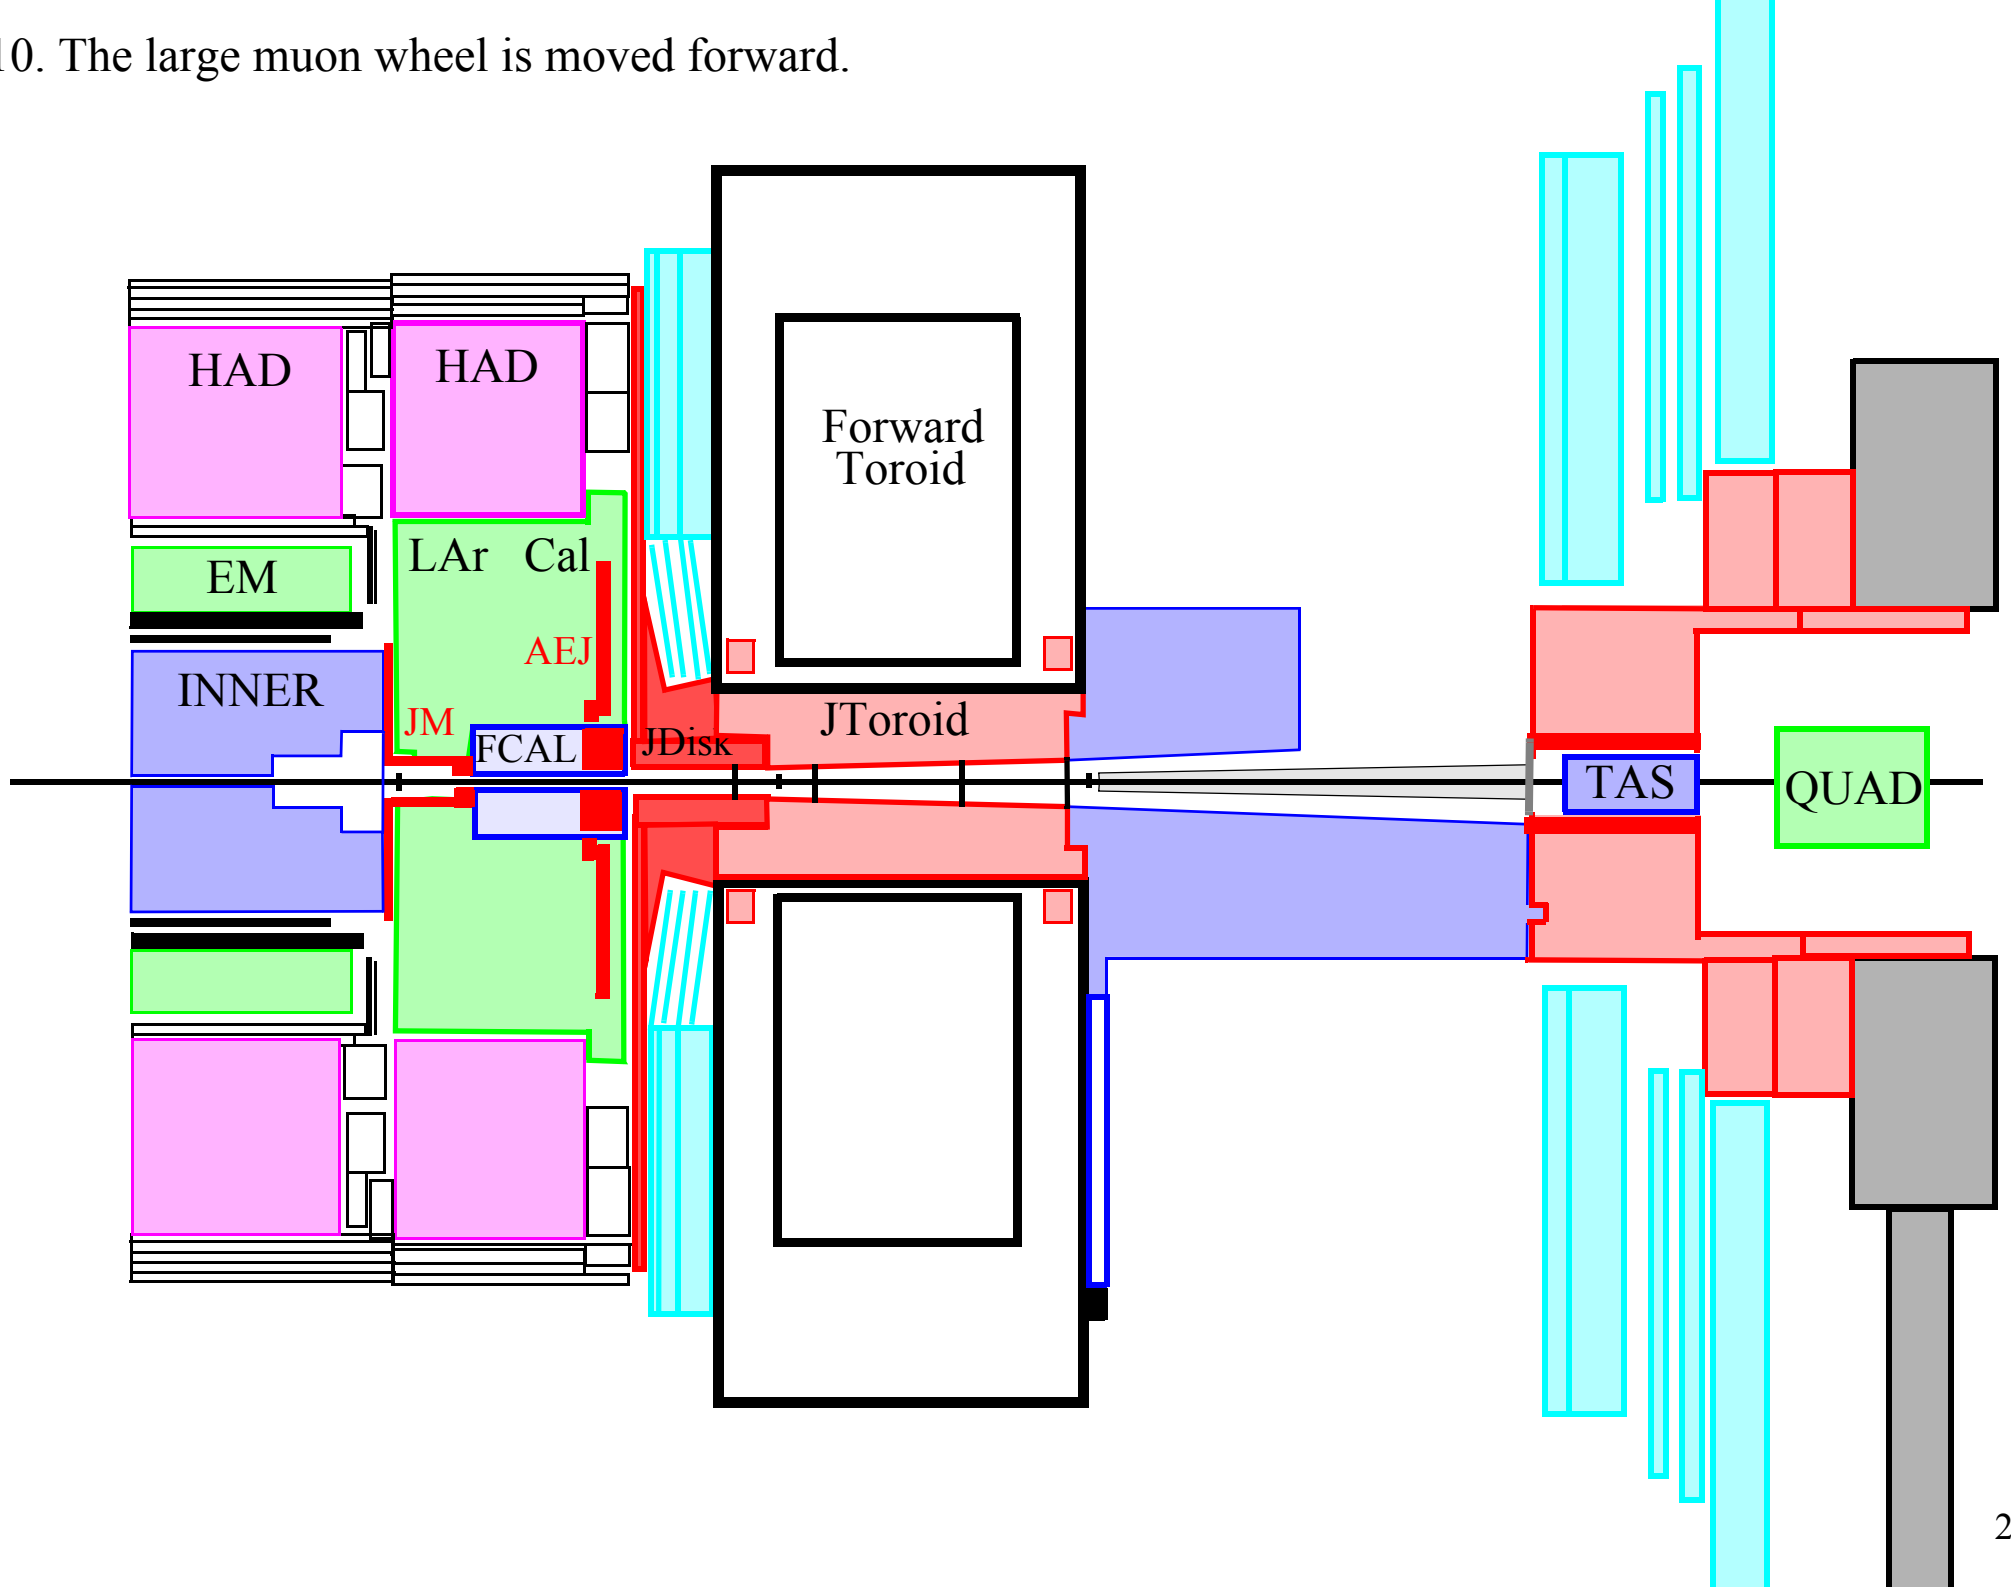 10. The large muon wheel is moved forward.
HAD
HAD
Forward
Toroid
LAr Cal
EM
AEJ
INNER
JM
JToroid
FCAL
JDisk
TAS
QUAD
2